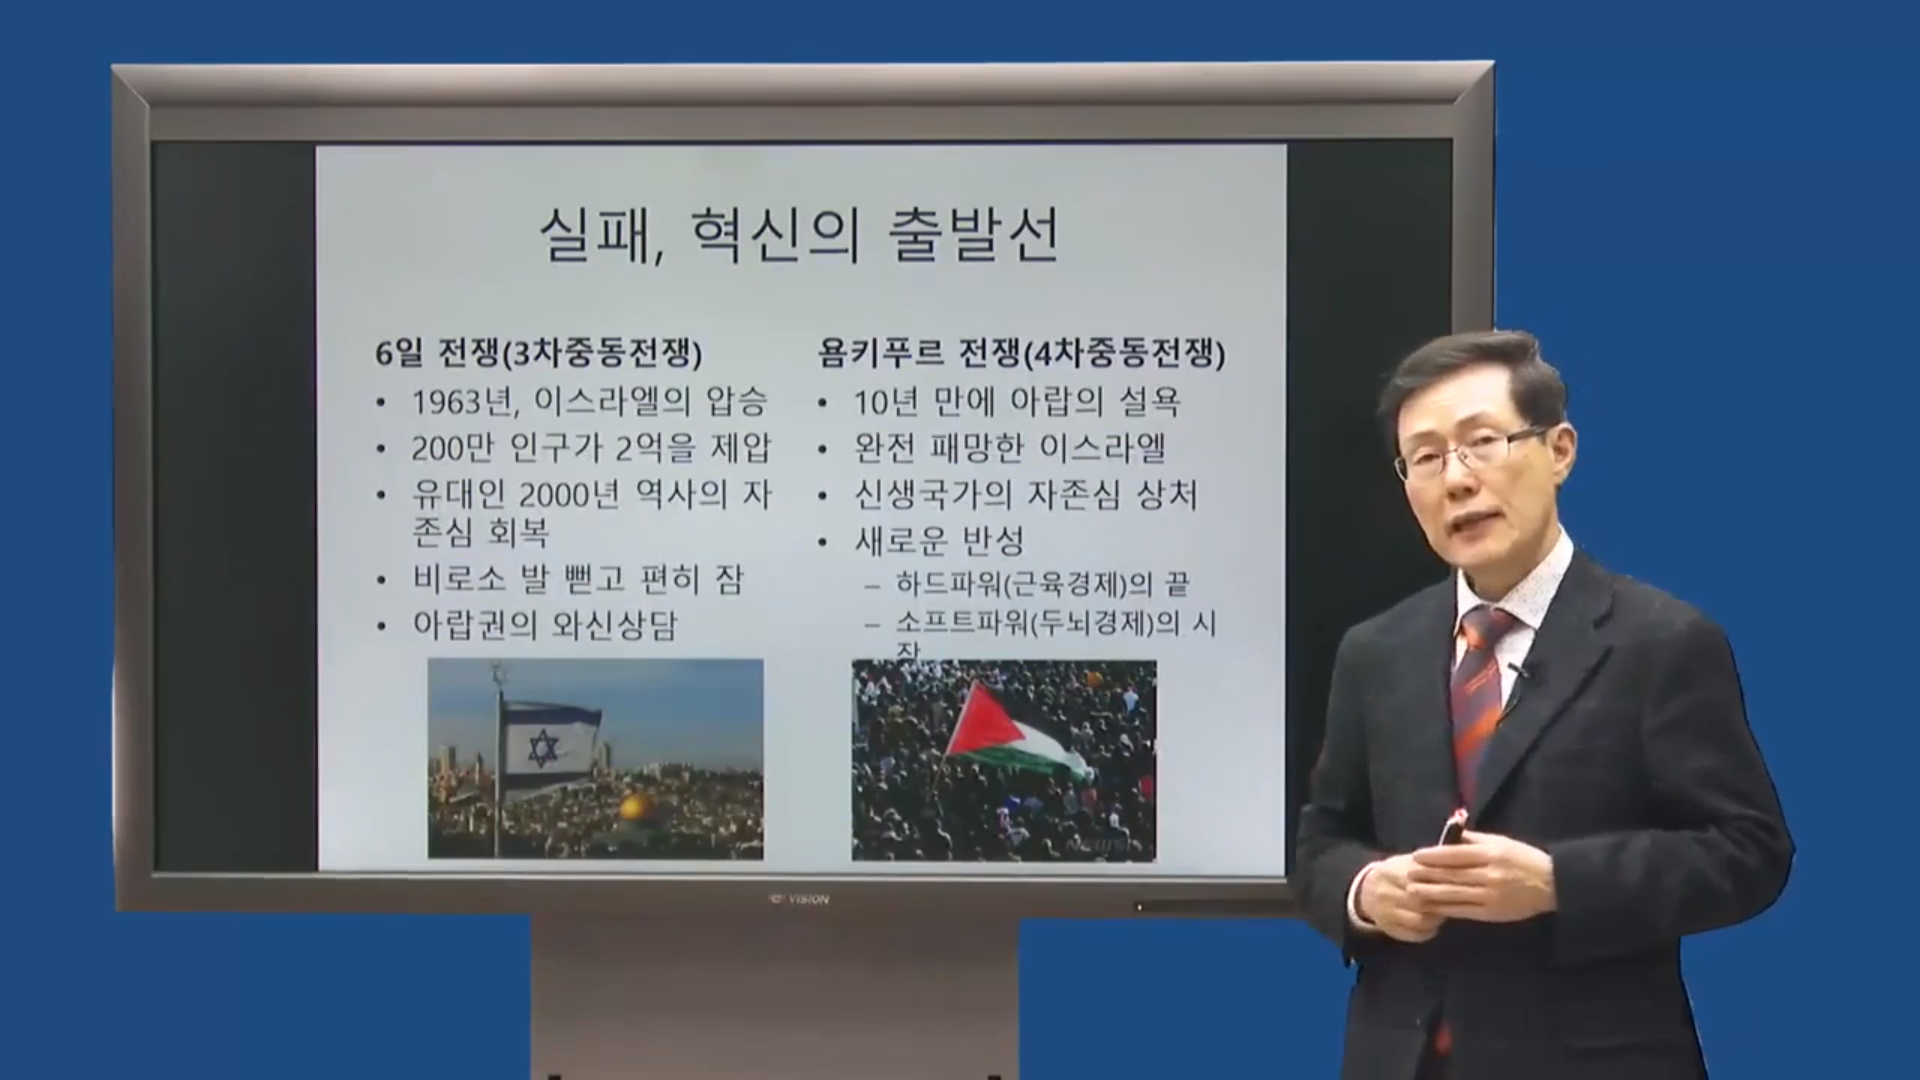 실패, 혁신의 출발선
6일 전쟁(3차중동전쟁)
• 1963년, 이스라엘의 압승
• 200만 인구가 2억을 제압
• 유대인 2000년 역사의 자
존심 회복
• 비로소 발 뻗고 편히 잠
• 아랍권의 와신상담
욤키푸르 전쟁(4차중동전쟁)
• 10년 만에 아랍의 설욕
• 완전 패망한 이스라엘
• 신생국가의 자존심 상처
• 새로운 반성
– 하드파워(근육경제)의 끝
– 소프트파워(두뇌경제)의 시
작
NEWSIS
VISION